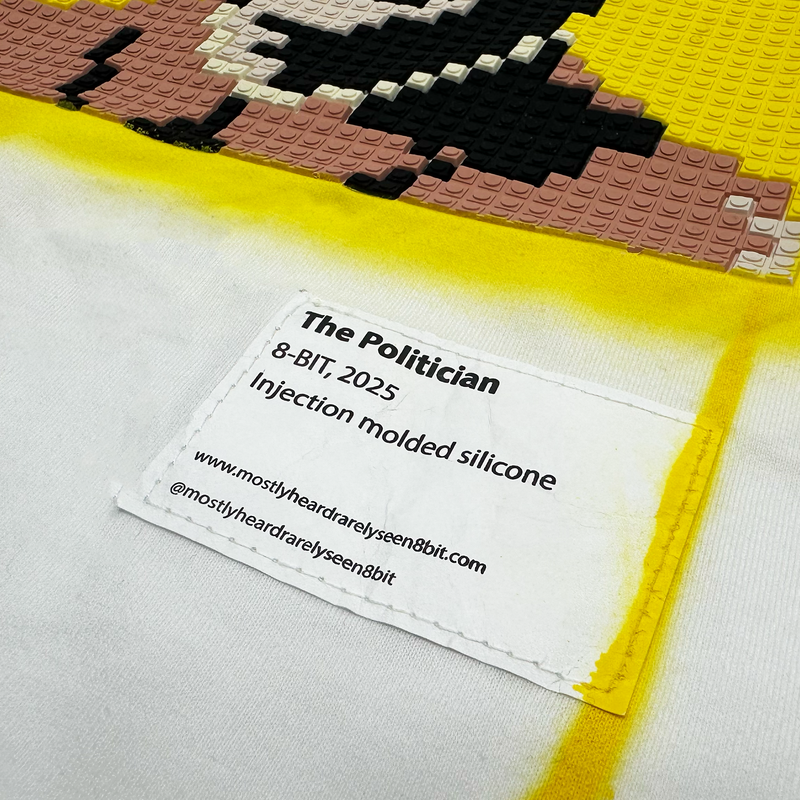 The Politician
8-BIT, 2025
Injection molded silicone
www.mostlyheardrarelyseen8bit.com
@mostlyheardrarelyseen8bit